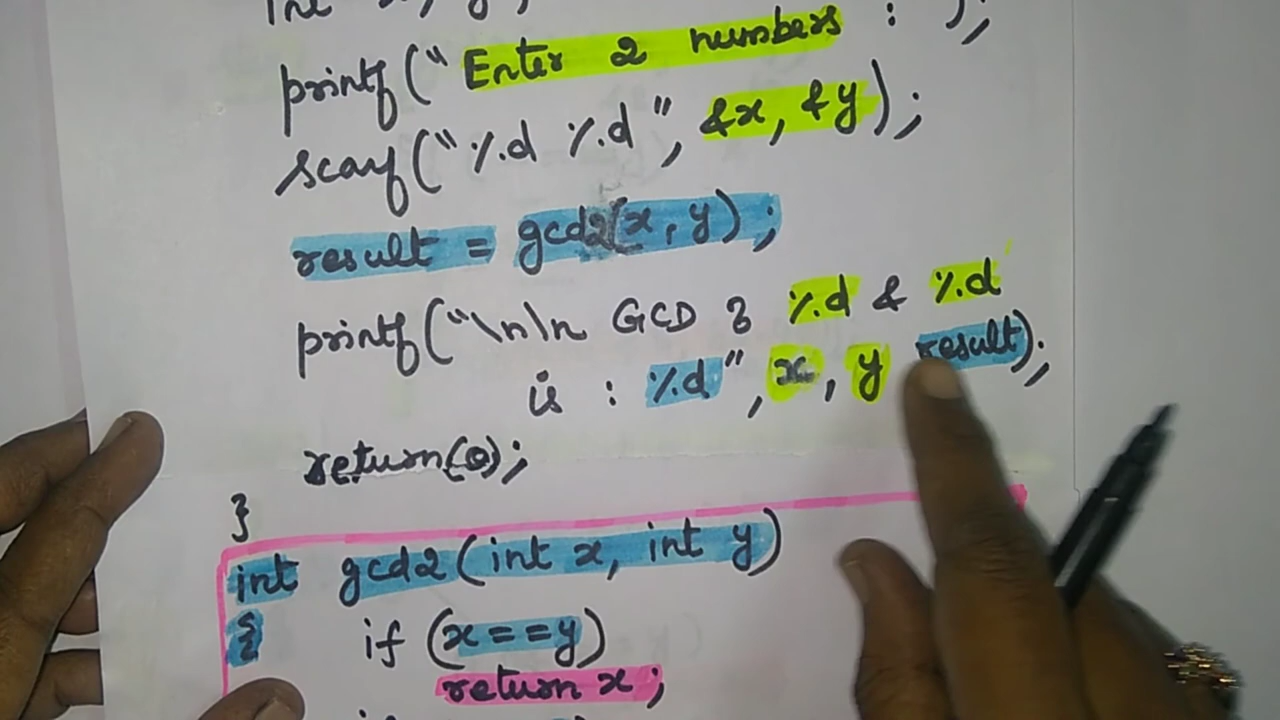 int x, y;
printf("Enter 2 numbers : ");
scanf("%d %d", &x, &y);
result = gcd2(x, y);
printf("\n\n GCD of %d & %d
is : %d", x, y result);
return(0);
}
int gcd2(int x, int y)
{ if (x==y)
return x;